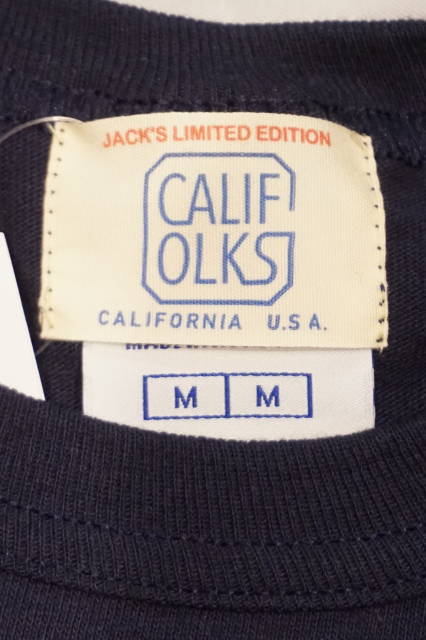 JACK'S LIMITED EDITION
CALIF
OLKS
CALIFORNIA U.S.A.
M M